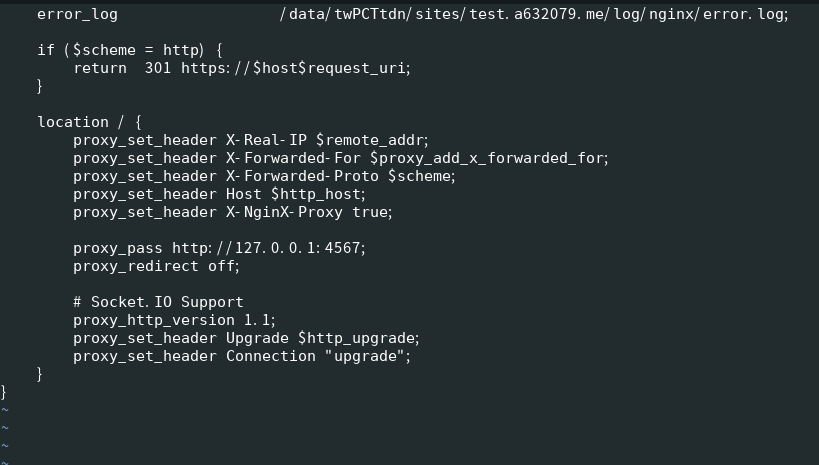 error_log                  /data/twPCTtdn/sites/test.a632079.me/log/nginx/error.log;
if ($scheme = http) {
return  301 https://$host$request_uri;
}
location / {
proxy_set_header X-Real-IP $remote_addr;
proxy_set_header X-Forwarded-For $proxy_add_x_forwarded_for;
proxy_set_header X-Forwarded-Proto $scheme;
proxy_set_header Host $http_host;
proxy_set_header X-NginX-Proxy true;
proxy_pass http://127.0.0.1:4567;
proxy_redirect off;
# Socket.IO Support
proxy_http_version 1.1;
proxy_set_header Upgrade $http_upgrade;
proxy_set_header Connection "upgrade";
}
}
~
~
~
~